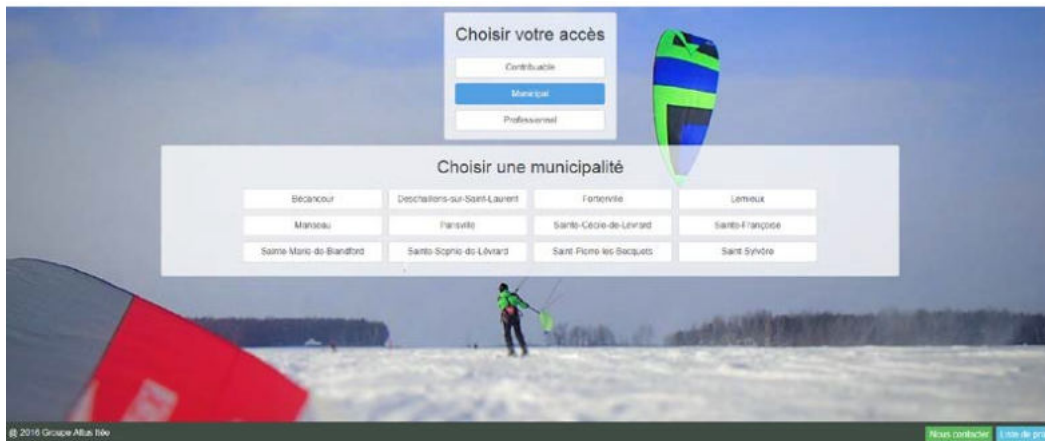 Choisir votre accès
Contribuable
Municipal
Professionnel
Choisir une municipalité
Bécancour Deschaillons-sur-Saint-Laurent Fortierville Lemieux
Manseau Parisville Sainte-Cécile-de-Lévrard Sainte-Françoise
Sainte-Marie-de-Blandford Sainte-Sophie-de-Lévrard Saint-Pierre-les-Becquets Saint-Sylvère
© 2016 Groupe Altus ltée Nous contacter Liste de